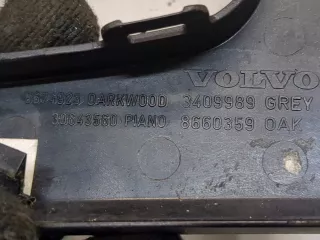 VOLVO
DARKWOOD 3409989 GREY
PIANO 8660359 OAK